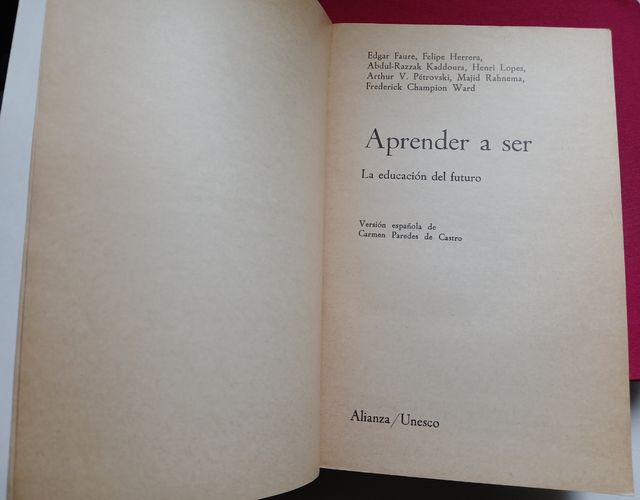 Edgar Faure, Felipe Herrera,
Abdul-Razzak Kaddoura, Henri Lopes,
Arthur V. Pétrovski, Majid Rahnema,
Frederick Champion Ward
Aprender a ser
La educación del futuro
Versión española de
Carmen Paredes de Castro
Alianza/Unesco